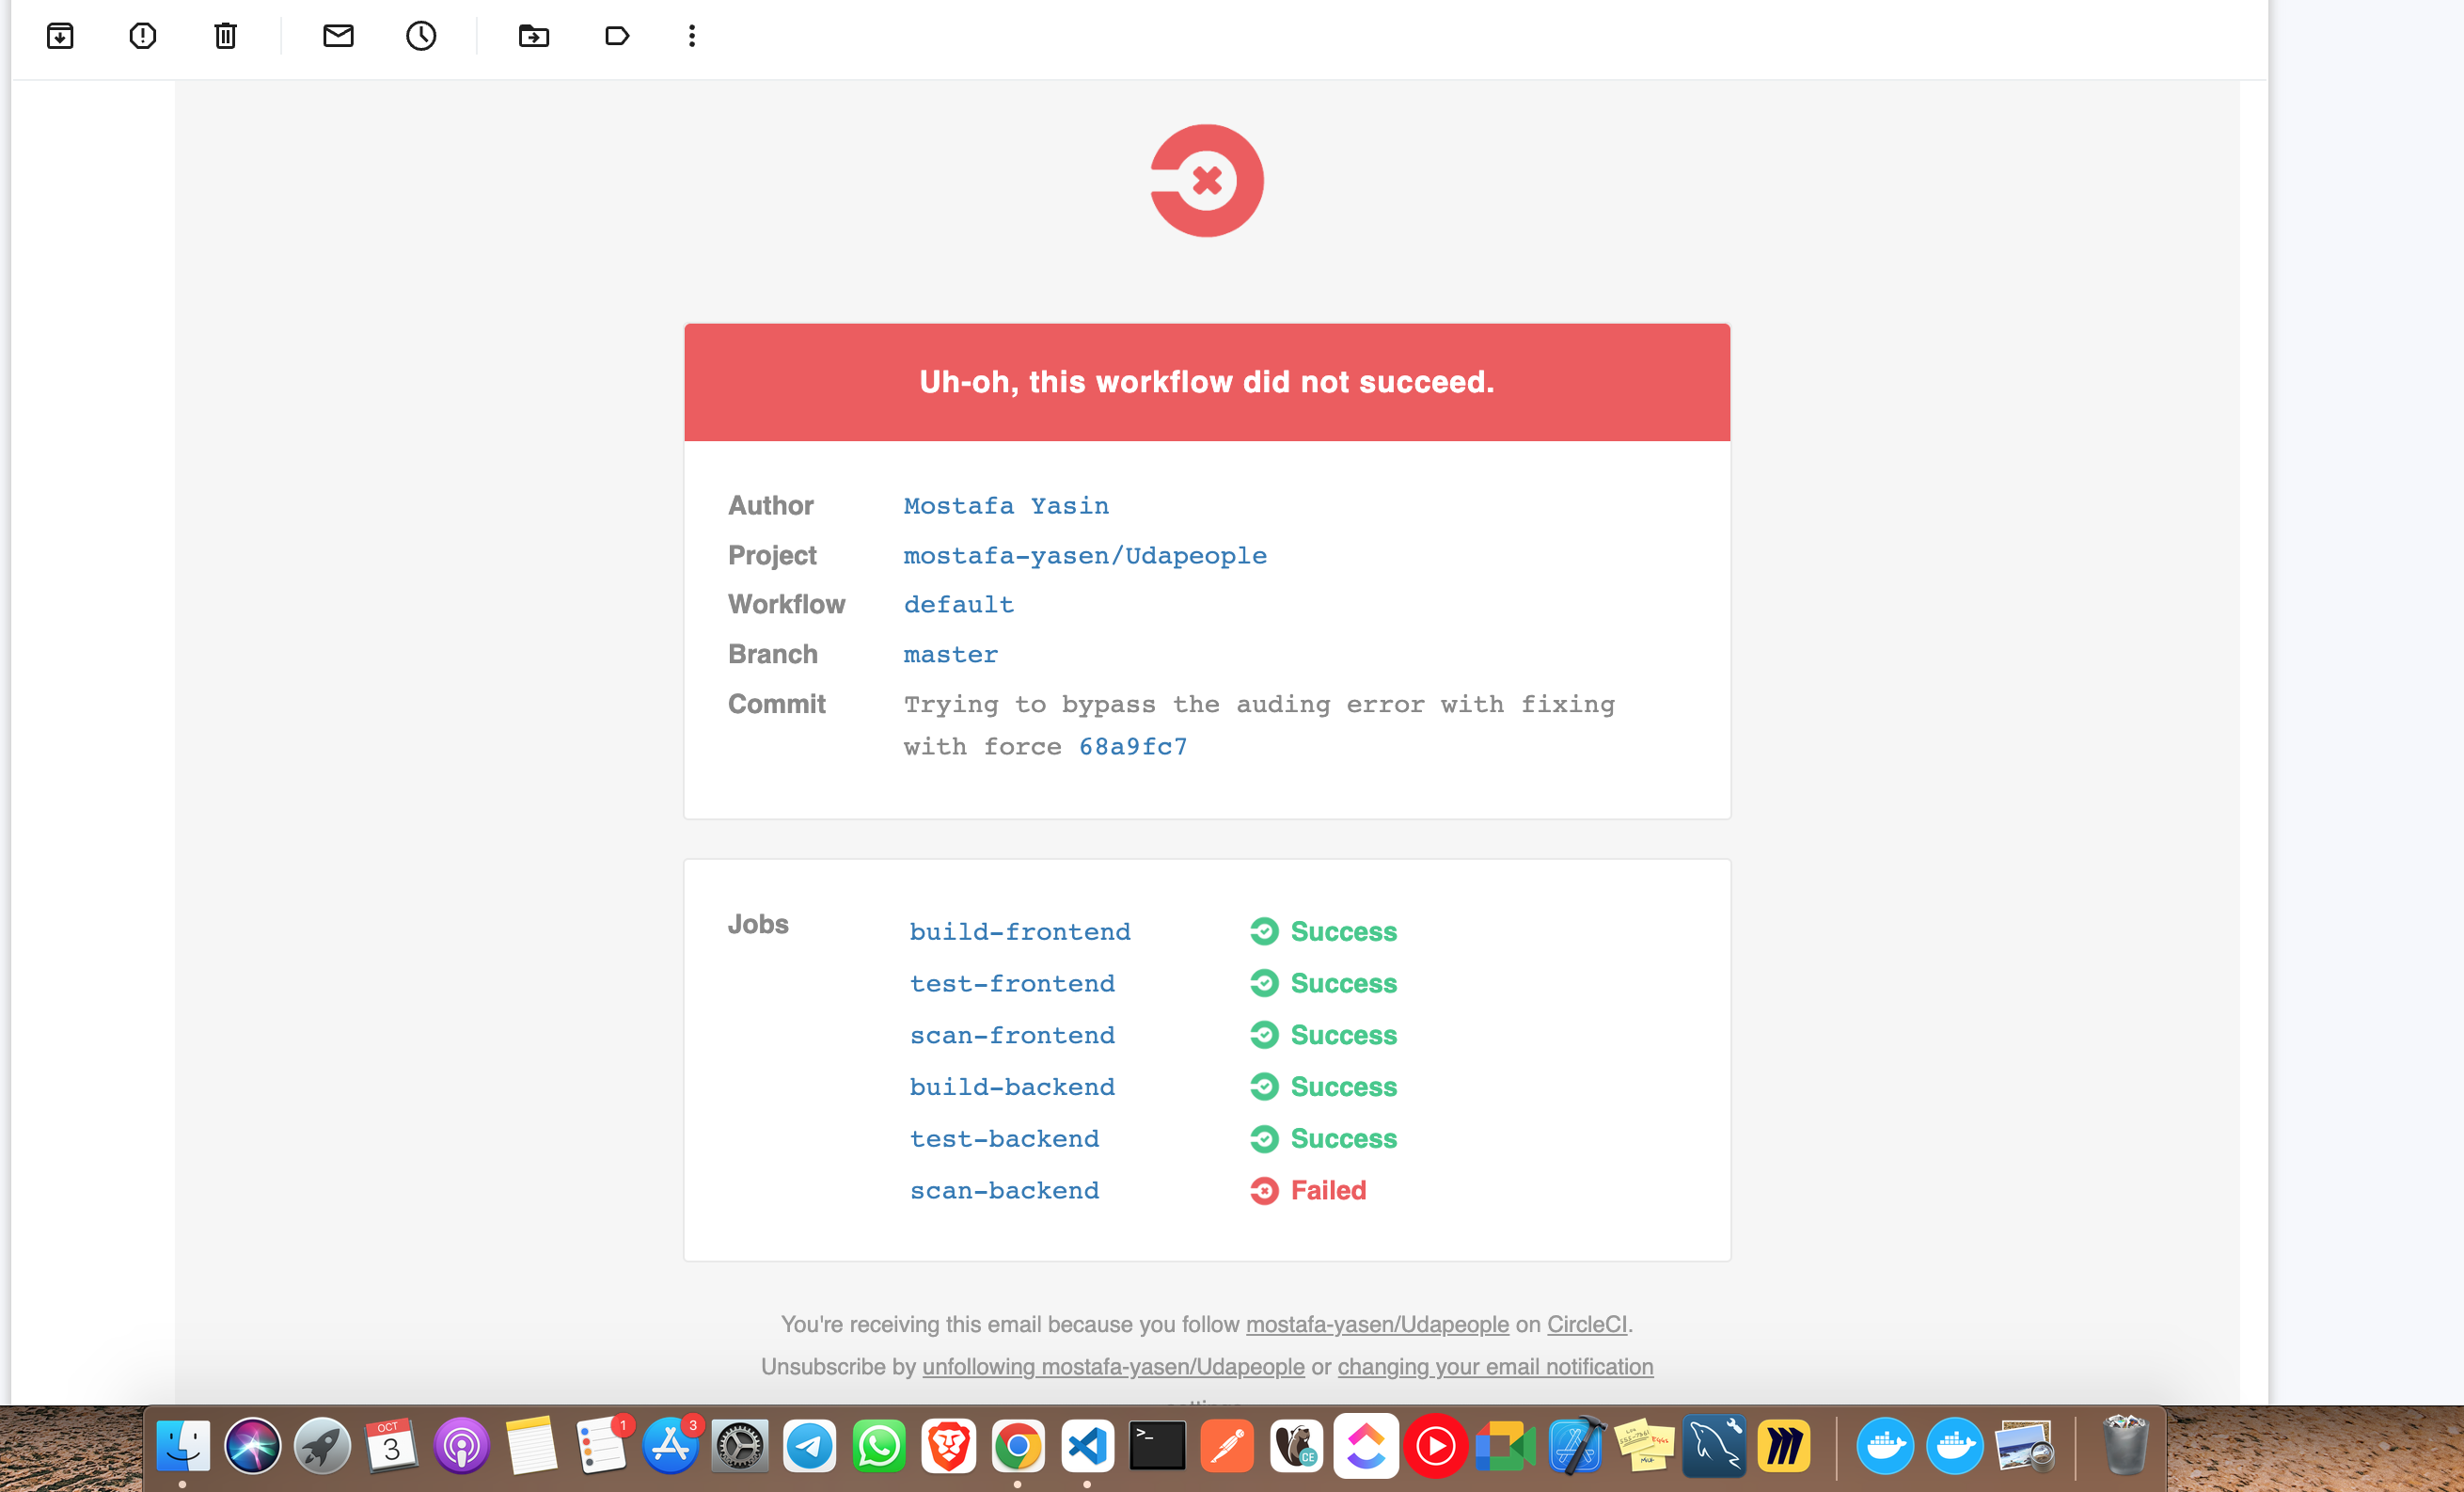 Uh-oh, this workflow did not succeed.
Author Mostafa Yasin
Project mostafa-yasen/Udapeople
Workflow default
Branch master
Commit Trying to bypass the auding error with fixing
with force 68a9fc7
Jobs
build-frontend Success
test-frontend Success
scan-frontend Success
build-backend Success
test-backend Success
scan-backend Failed
You're receiving this email because you follow mostafa-yasen/Udapeople on CircleCI.
Unsubscribe by unfollowing mostafa-yasen/Udapeople or changing your email notification
OCT
3
1
3
>_
CE